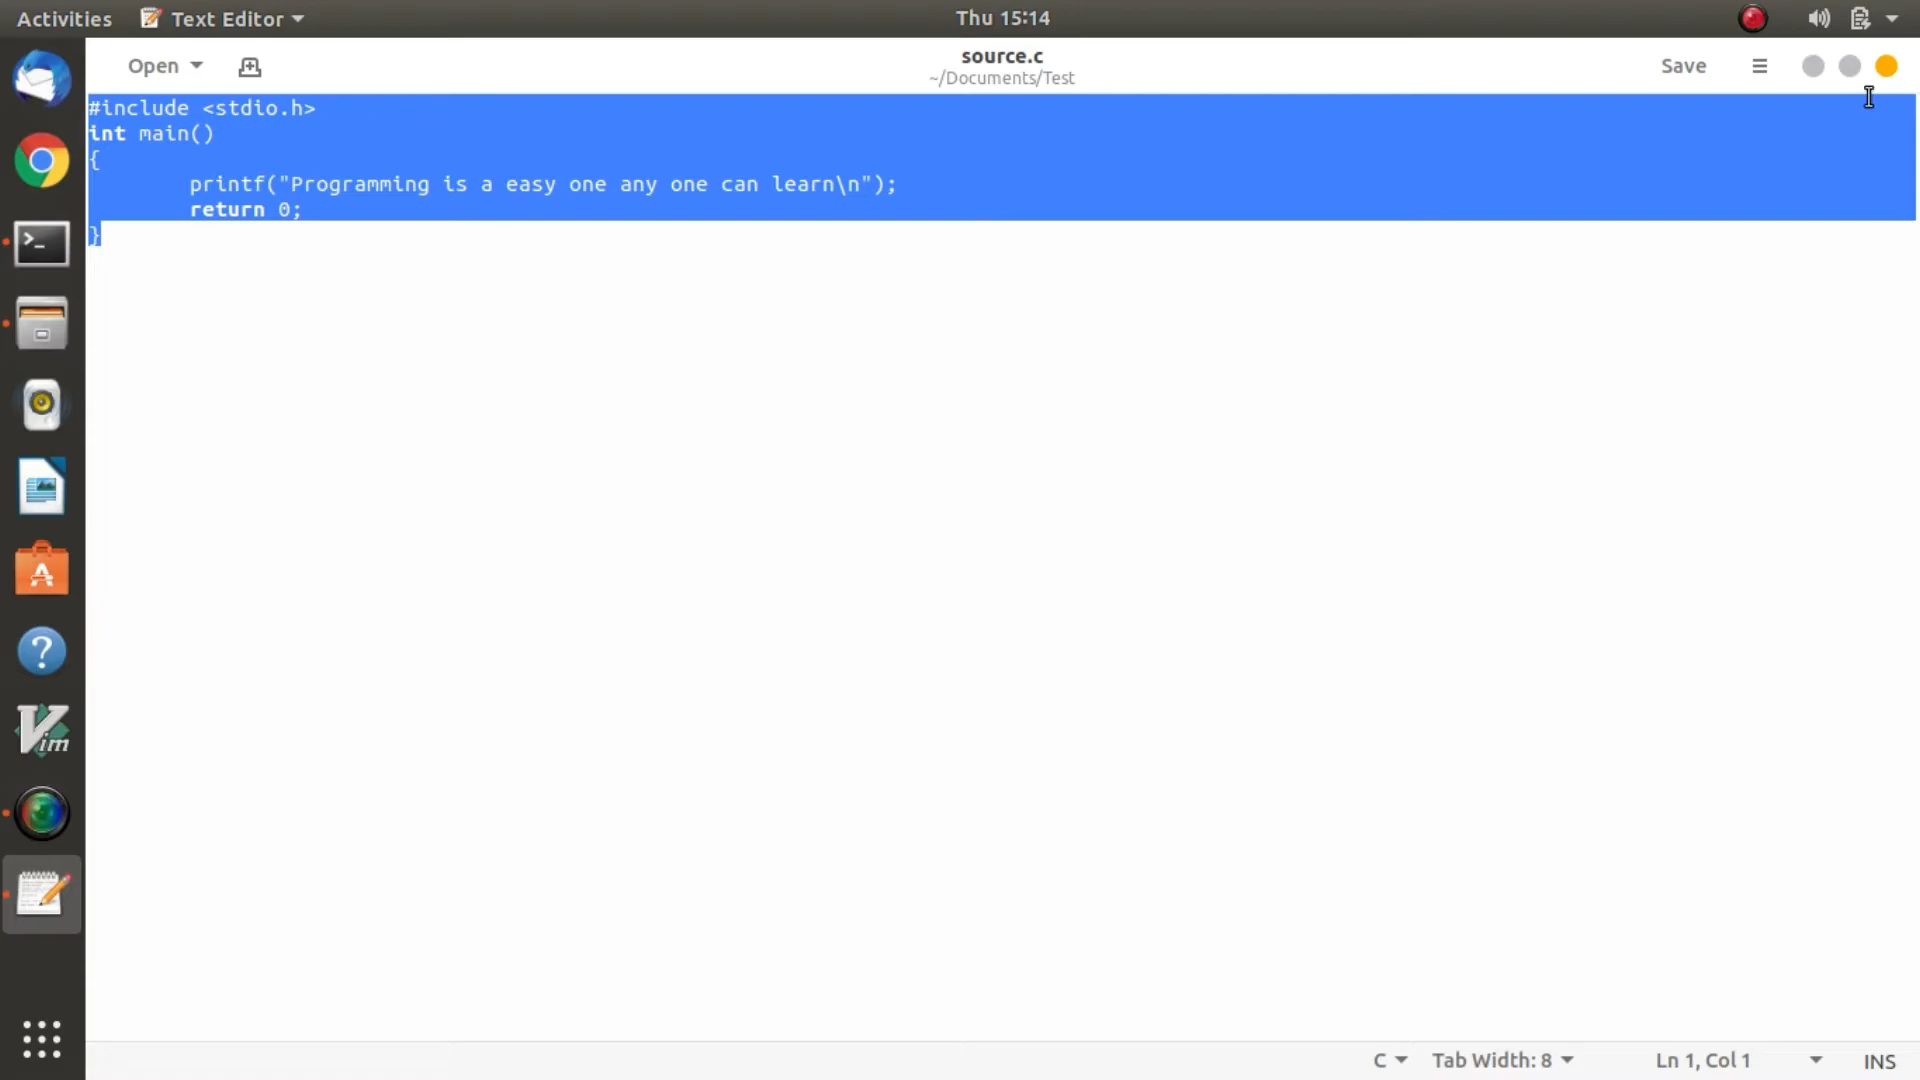 Activities Text Editor Thu 15:14
Open source.c Save
~/Documents/Test
#include <stdio.h>
int main()
{
printf("Programming is a easy one any one can learn\n");
return 0;
}
>_
A
?
Vim
C Tab Width: 8 Ln 1, Col 1 INS